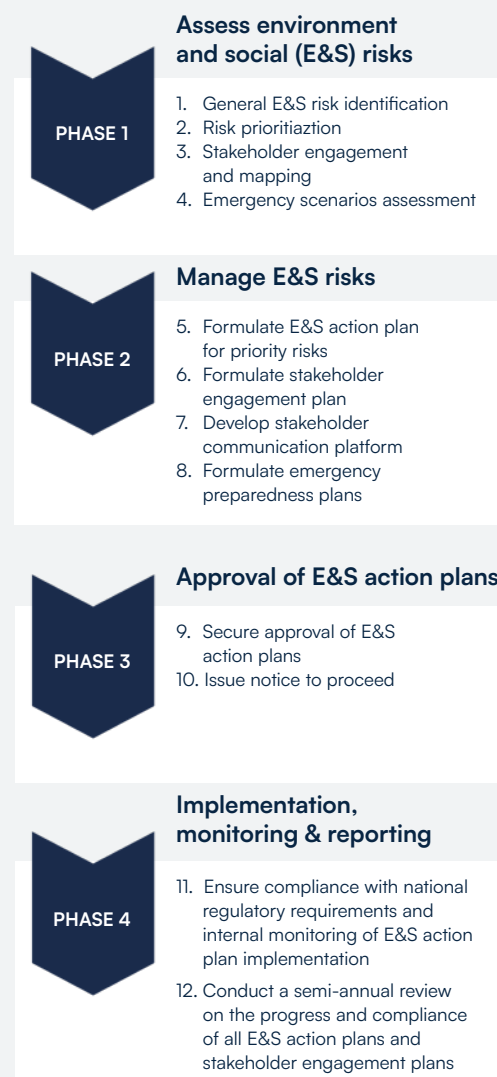 Assess environment
and social (E&S) risks
PHASE 1
1. General E&S risk identification
2. Risk prioritiaztion
3. Stakeholder engagement
and mapping
4. Emergency scenarios assessment
Manage E&S risks
PHASE 2
5. Formulate E&S action plan
for priority risks
6. Formulate stakeholder
engagement plan
7. Develop stakeholder
communication platform
8. Formulate emergency
preparedness plans
Approval of E&S action plans
PHASE 3
9. Secure approval of E&S
action plans
10. Issue notice to proceed
Implementation,
monitoring & reporting
PHASE 4
11. Ensure compliance with national
regulatory requirements and
internal monitoring of E&S action
plan implementation
12. Conduct a semi-annual review
on the progress and compliance
of all E&S action plans and
stakeholder engagement plans